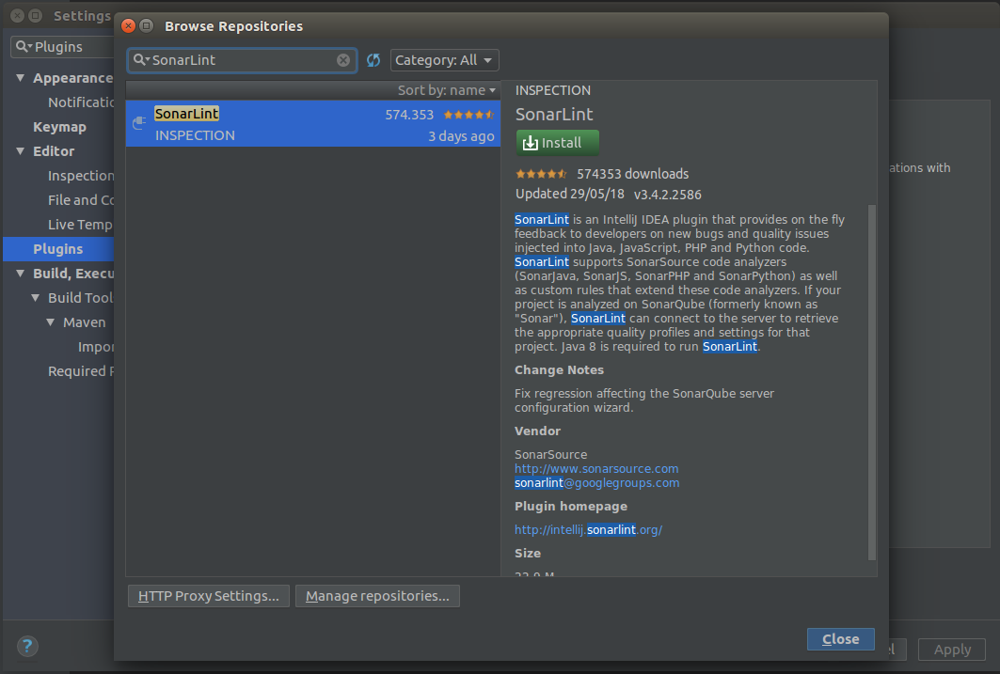 Settings
Browse Repositories
Plugins
SonarLint
Category: All
Appearance
Keymap
Editor
Inspection
File and
Live Temp
Plugins
Build,
Build Tool
Maven
Required
Sort by: name
SonarLint 574.353
INSPECTION 3 days ago
INSPECTION
SonarLint
Install
574353 downloads
Updated 29/05/18 v3.4.2.2586
SonarLint is an IntelliJ IDEA plugin that provides on the fly
feedback to developers on new bugs and quality issues
injected into Java, JavaScript, PHP and Python code.
SonarLint supports SonarSource code analyzers
(SonarJava, SonarJS, SonarPHP and SonarPython) as well
as custom rules that extend these code analyzers. If your
project is analyzed on SonarQube (formerly known as
"Sonar"), SonarLint can connect to the server to retrieve
the appropriate quality profiles and settings for that
project. Java 8 is required to run SonarLint.
Change Notes
Fix regression affecting the SonarQube server
configuration wizard.
Vendor
SonarSource
http://www.sonarsource.com
sonarlint@googlegroups.com
Plugin homepage
http://intellij.sonarlint.org/
Size
ations with
HTTP Proxy Settings...
Manage repositories...
Close
?
Apply